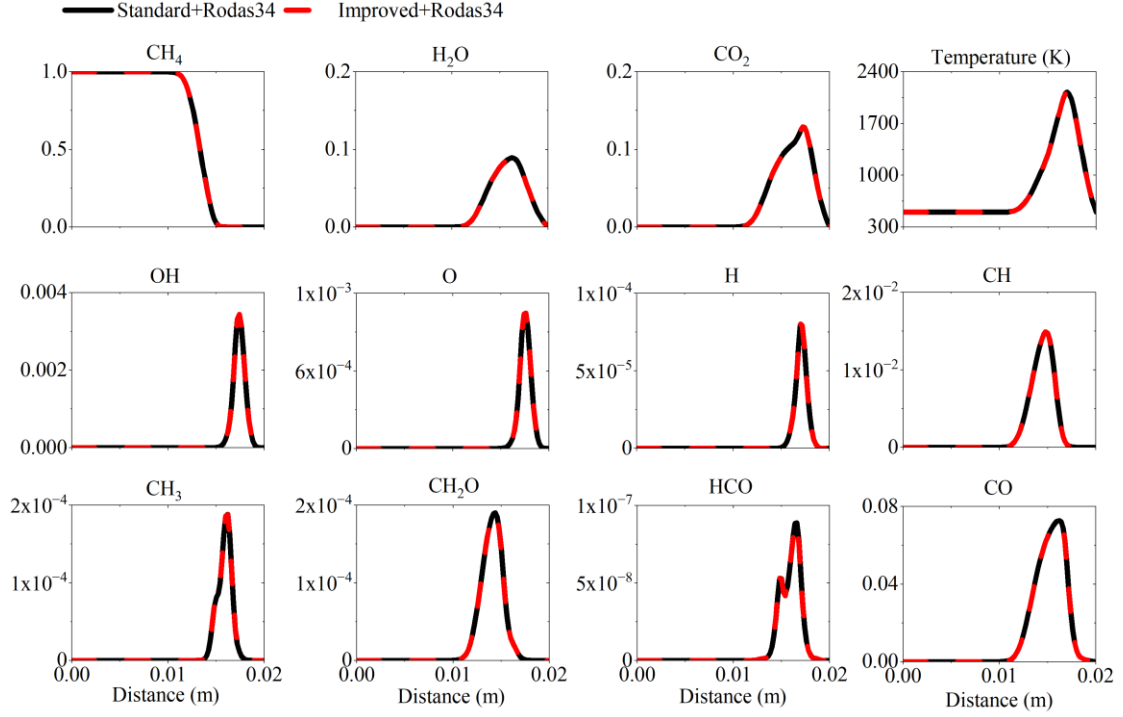 Standard+Rodas34 Improved+Rodas34
CH₄ H₂O CO₂ Temperature (K)
1.0 0.2 0.2 2400
1700
0.5 0.1 0.1
1000
0.0 0.0 0.0 300
OH O H CH
0.004 1x10⁻³ 1x10⁻⁴ 2x10⁻²
0.002 6x10⁻⁴ 5x10⁻⁵ 1x10⁻²
0.000 0 0 0
CH₃ CH₂O HCO CO
2x10⁻⁴ 2x10⁻⁴ 1x10⁻⁷ 0.08
1x10⁻⁴ 1x10⁻⁴ 5x10⁻⁸ 0.04
0 0 0 0.00
0.00 0.01 0.02 0.00 0.01 0.02 0.00 0.01 0.02 0.00 0.01 0.02
Distance (m) Distance (m) Distance (m) Distance (m)